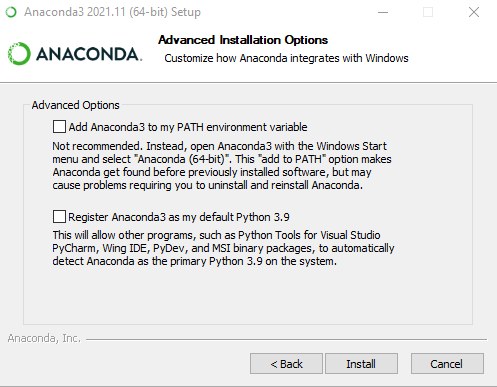 Anaconda3 2021.11 (64-bit) Setup
ANACONDA.
Advanced Installation Options
Customize how Anaconda integrates with Windows
Advanced Options
Add Anaconda3 to my PATH environment variable
Not recommended. Instead, open Anaconda3 with the Windows Start
menu and select "Anaconda (64-bit)". This "add to PATH" option makes
Anaconda get found before previously installed software, but may
cause problems requiring you to uninstall and reinstall Anaconda.
Register Anaconda3 as my default Python 3.9
This will allow other programs, such as Python Tools for Visual Studio
PyCharm, Wing IDE, PyDev, and MSI binary packages, to automatically
detect Anaconda as the primary Python 3.9 on the system.
Anaconda, Inc.
< Back
Install
Cancel